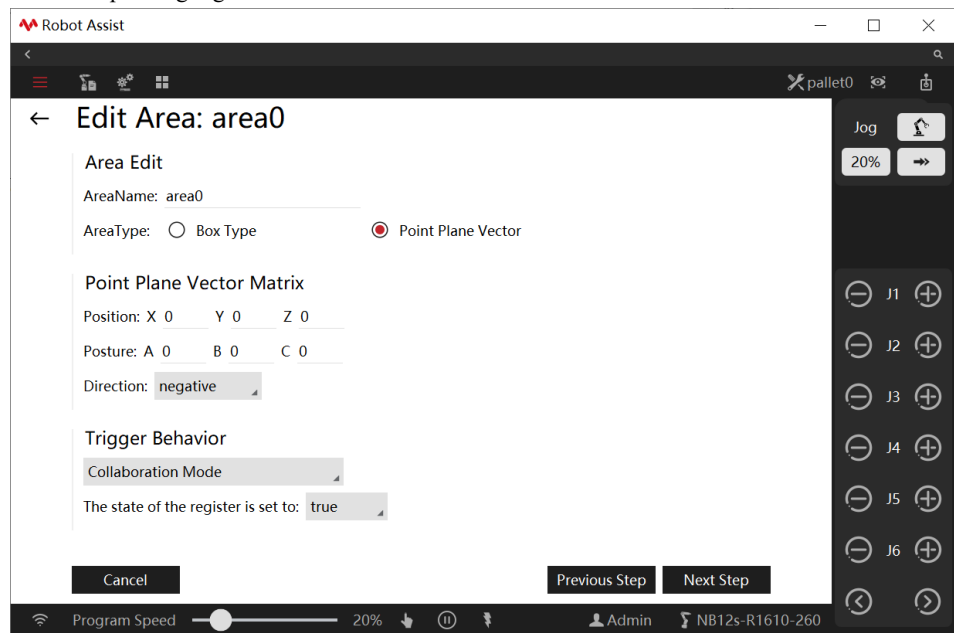 Robot Assist
pallet0
Edit Area: area0
Jog
20%
Area Edit
AreaName: area0
AreaType: Box Type Point Plane Vector
Point Plane Vector Matrix
Position: X 0 Y 0 Z 0
Posture: A 0 B 0 C 0
Direction: negative
Trigger Behavior
Collaboration Mode
The state of the register is set to: true
J1
J2
J3
J4
J5
J6
Cancel Previous Step Next Step
Program Speed 20% Admin NB12s-R1610-260